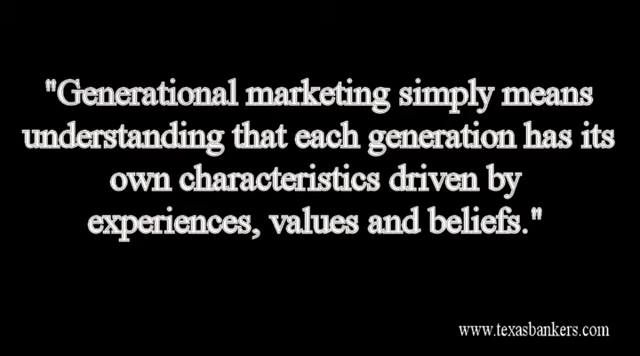 "Generational marketing simply means
understanding that each generation has its
own characteristics driven by
experiences, values and beliefs."
www.texasbankers.com